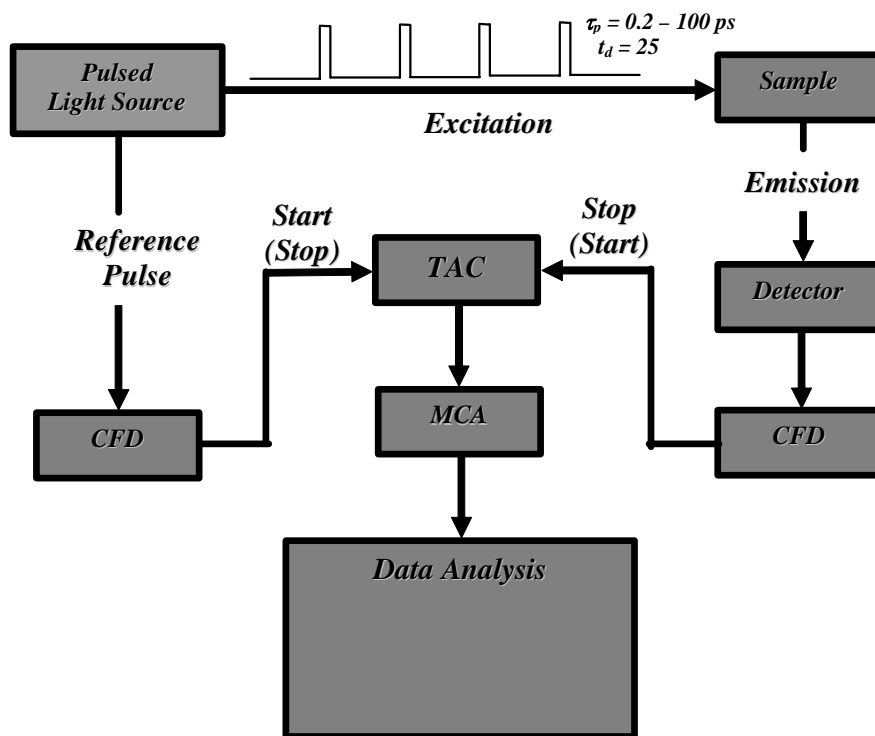 Pulsed
Light Source
τp = 0.2 – 100 ps
td = 25
Sample
Excitation
Emission
Reference
Pulse
Start
(Stop)
Stop
(Start)
TAC
Detector
CFD
MCA
CFD
Data Analysis